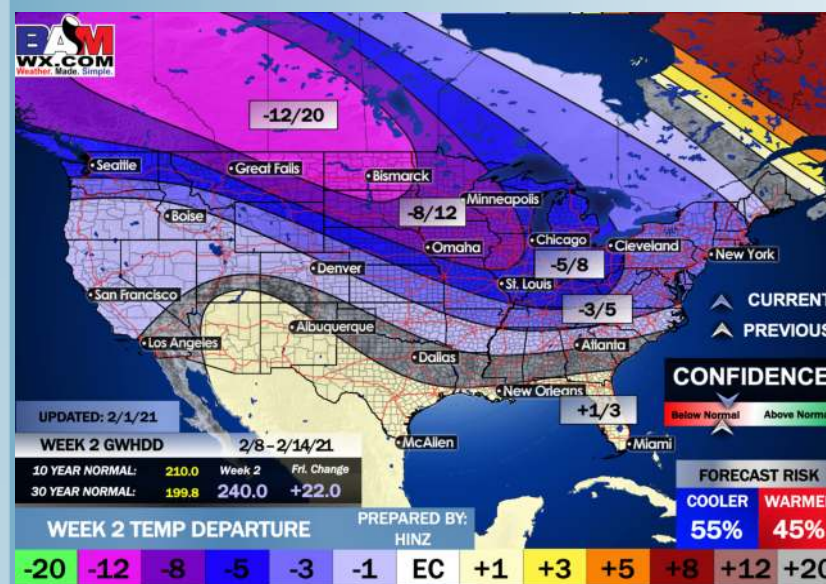 BAM
WX.COM
Weather. Made. Simple.
-12/20
Seattle
Great Falls
Bismarck
Minneapolis
-8/12
Boise
Omaha
Chicago
Cleveland
New York
-5/8
Denver
St. Louis
San Francisco
-3/5
CURRENT
PREVIOUS
Albuquerque
Los Angeles
Dallas
Atlanta
New Orleans
CONFIDENCE
Below Normal Above Norma
+1/3
UPDATED: 2/1/21
WEEK 2 GWHDD 2/8-2/14/21
McAllen
Miami
10 YEAR NORMAL: 210.0 Week 2 Fri. Change
30 YEAR NORMAL: 199.8 240.0 +22.0
FORECAST RISK
COOLER WARMER
55% 45%
WEEK 2 TEMP DEPARTURE
PREPARED BY:
HINZ
-20 -12 -8 -5 -3 -1 EC +1 +3 +5 +8 +12 +20